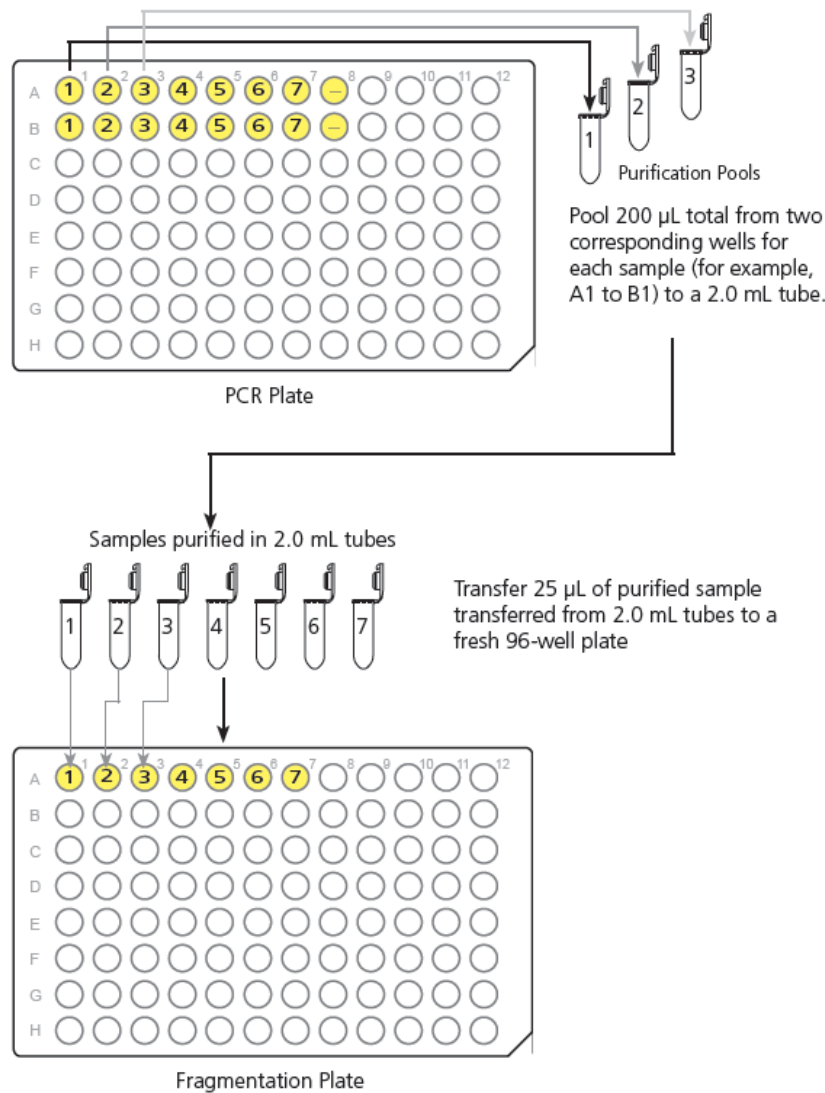 1 2 3 4 5 6 7 8 9 10 11 12
A 1 2 3 4 5 6 7 –
B 1 2 3 4 5 6 7 –
C
D
E
F
G
H
PCR Plate
1 2 3
Purification Pools
Pool 200 µL total from two
corresponding wells for
each sample (for example,
A1 to B1) to a 2.0 mL tube.
Samples purified in 2.0 mL tubes
1 2 3 4 5 6 7
Transfer 25 µL of purified sample
transferred from 2.0 mL tubes to a
fresh 96-well plate
1 2 3 4 5 6 7 8 9 10 11 12
A 1 2 3 4 5 6 7
B
C
D
E
F
G
H
Fragmentation Plate